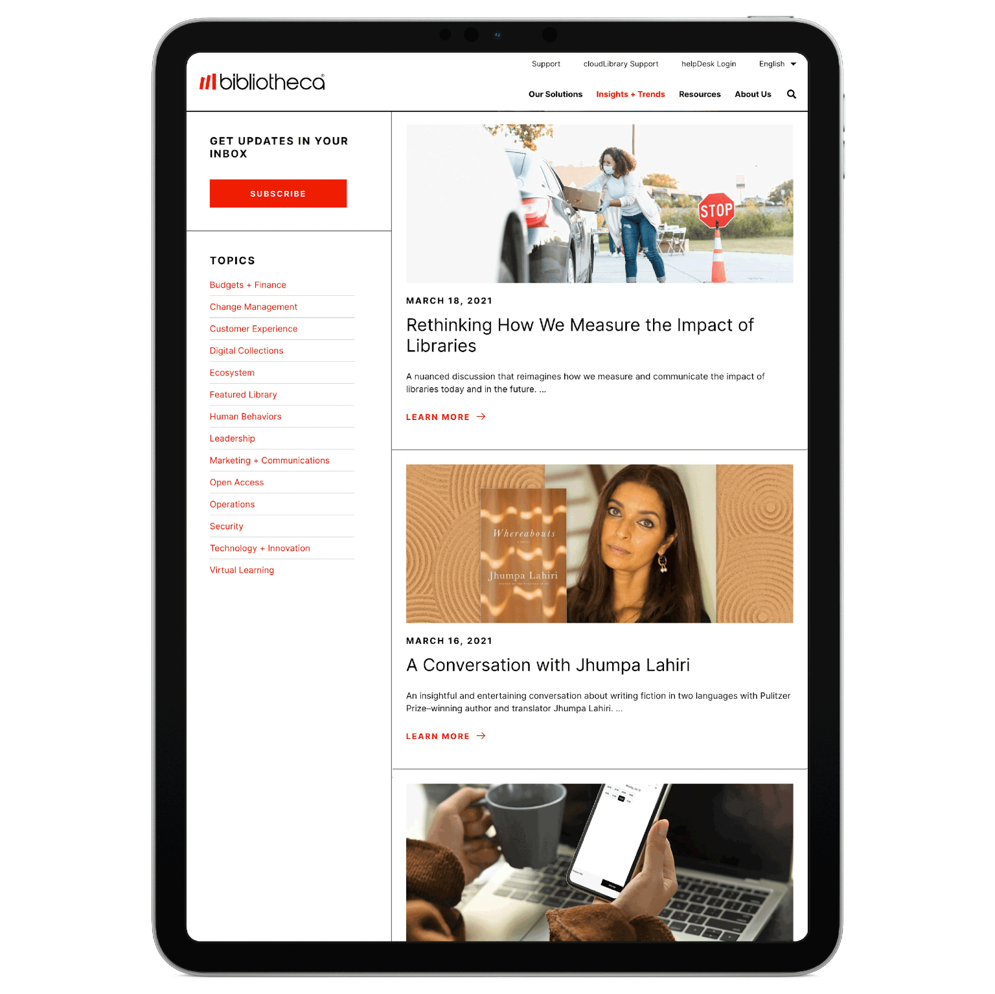 Support cloudLibrary Support helpDesk Login English
bibliotheca
Our Solutions Insights + Trends Resources About Us
GET UPDATES IN YOUR
INBOX
SUBSCRIBE
TOPICS
Budgets + Finance
Change Management
Customer Experience
Digital Collections
Ecosystem
Featured Library
Human Behaviors
Leadership
Marketing + Communications
Open Access
Operations
Security
Technology + Innovation
Virtual Learning
STOP
MARCH 18, 2021
Rethinking How We Measure the Impact of
Libraries
A nuanced discussion that reimagines how we measure and communicate the impact of
libraries today and in the future. ...
LEARN MORE →
Whereabouts
Jhumpa Lahiri
MARCH 16, 2021
A Conversation with Jhumpa Lahiri
An insightful and entertaining conversation about writing fiction in two languages with Pulitzer
Prize–winning author and translator Jhumpa Lahiri. ...
LEARN MORE →